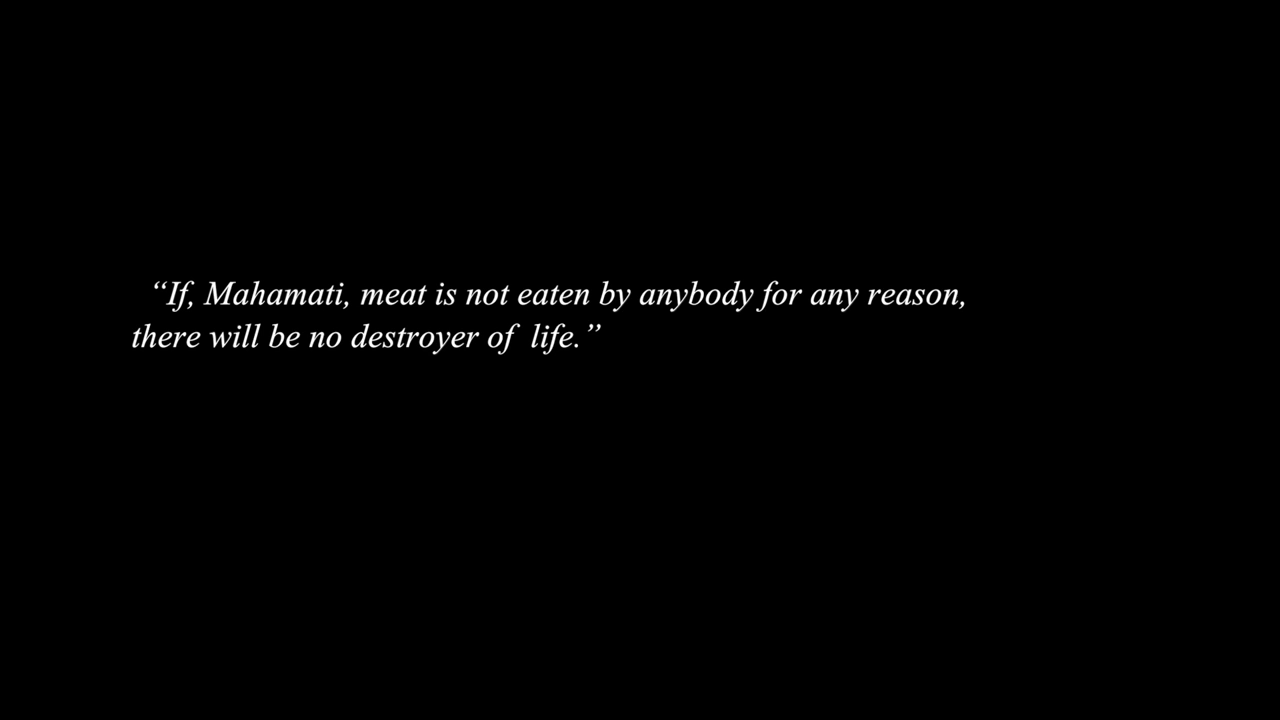 “If, Mahamati, meat is not eaten by anybody for any reason,
there will be no destroyer of  life.”